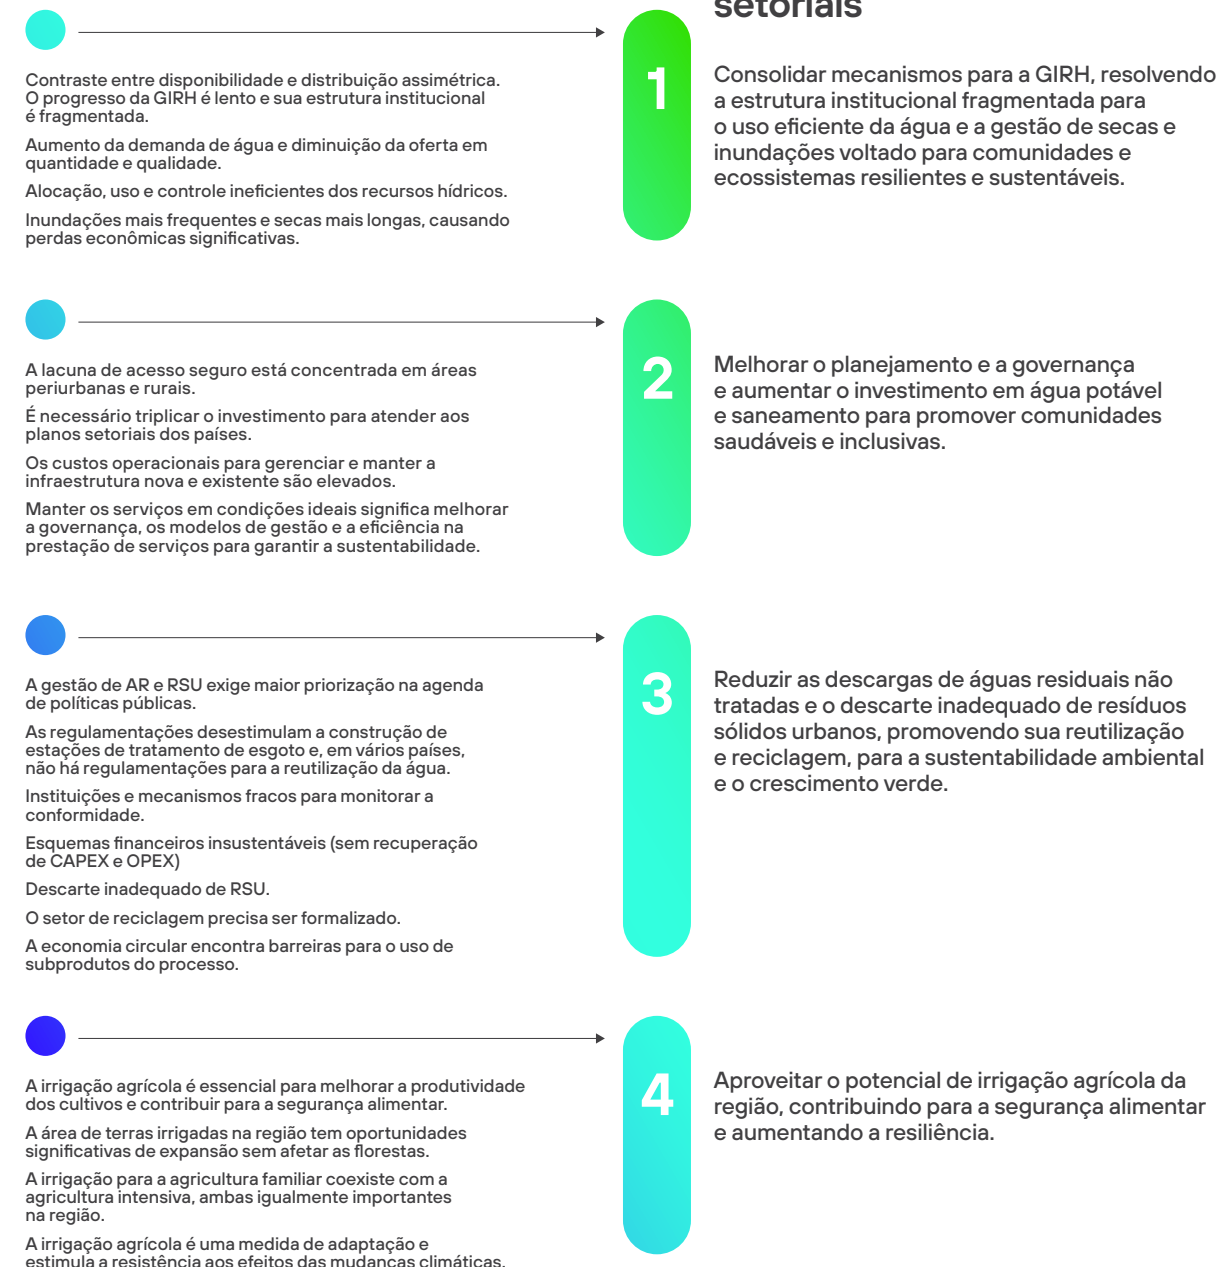 setoriais
1
Contraste entre disponibilidade e distribuição assimétrica.
O progresso da GIRH é lento e sua estrutura institucional
é fragmentada.
Aumento da demanda de água e diminuição da oferta em
quantidade e qualidade.
Alocação, uso e controle ineficientes dos recursos hídricos.
Inundações mais frequentes e secas mais longas, causando
perdas econômicas significativas.
Consolidar mecanismos para a GIRH, resolvendo
a estrutura institucional fragmentada para
o uso eficiente da água e a gestão de secas e
inundações voltado para comunidades e
ecossistemas resilientes e sustentáveis.
2
A lacuna de acesso seguro está concentrada em áreas
periurbanas e rurais.
É necessário triplicar o investimento para atender aos
planos setoriais dos países.
Os custos operacionais para gerenciar e manter a
infraestrutura nova e existente são elevados.
Manter os serviços em condições ideais significa melhorar
a governança, os modelos de gestão e a eficiência na
prestação de serviços para garantir a sustentabilidade.
Melhorar o planejamento e a governança
e aumentar o investimento em água potável
e saneamento para promover comunidades
saudáveis e inclusivas.
3
A gestão de AR e RSU exige maior priorização na agenda
de políticas públicas.
As regulamentações desestimulam a construção de
estações de tratamento de esgoto e, em vários países,
não há regulamentações para a reutilização da água.
Instituições e mecanismos fracos para monitorar a
conformidade.
Esquemas financeiros insustentáveis (sem recuperação
de CAPEX e OPEX)
Descarte inadequado de RSU.
O setor de reciclagem precisa ser formalizado.
A economia circular encontra barreiras para o uso de
subprodutos do processo.
Reduzir as descargas de águas residuais não
tratadas e o descarte inadequado de resíduos
sólidos urbanos, promovendo sua reutilização
e reciclagem, para a sustentabilidade ambiental
e o crescimento verde.
4
A irrigação agrícola é essencial para melhorar a produtividade
dos cultivos e contribuir para a segurança alimentar.
A área de terras irrigadas na região tem oportunidades
significativas de expansão sem afetar as florestas.
A irrigação para a agricultura familiar coexiste com a
agricultura intensiva, ambas igualmente importantes
na região.
A irrigação agrícola é uma medida de adaptação e
estimula a resistência aos efeitos das mudanças climáticas.
Aproveitar o potencial de irrigação agrícola da
região, contribuindo para a segurança alimentar
e aumentando a resiliência.